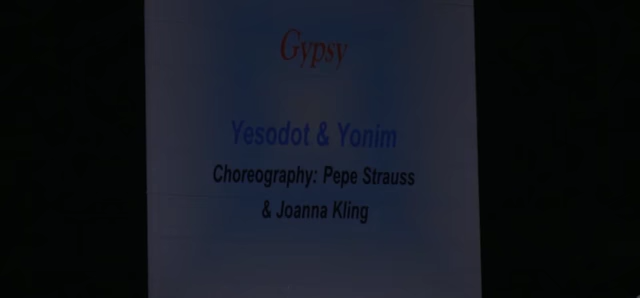 Gypsy
Yesodot & Yonim
Choreography: Pepe Strauss
& Joanna Kling